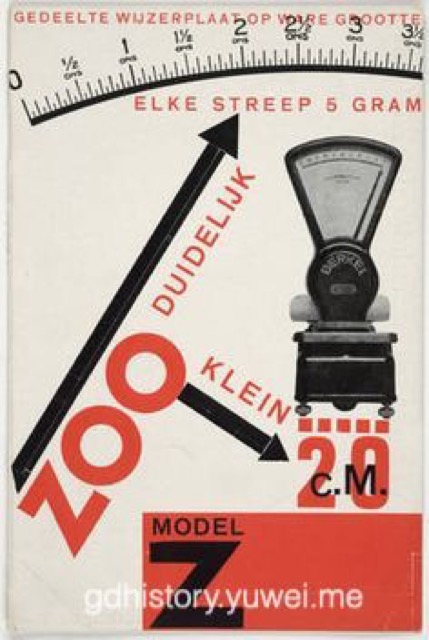 GEDEELTE WIJZERPLAAT OP WARE GROOTTE
0 ½ ONS 1 ONS 1½ ONS 2 ONS 2½ ONS 3 ONS 3½ ONS
ELKE STREEP 5 GRAM
ZOO
DUIDELIJK
KLEIN
BERKEL
20
c.M.
MODEL
Z
gdhistory.yuwei.me